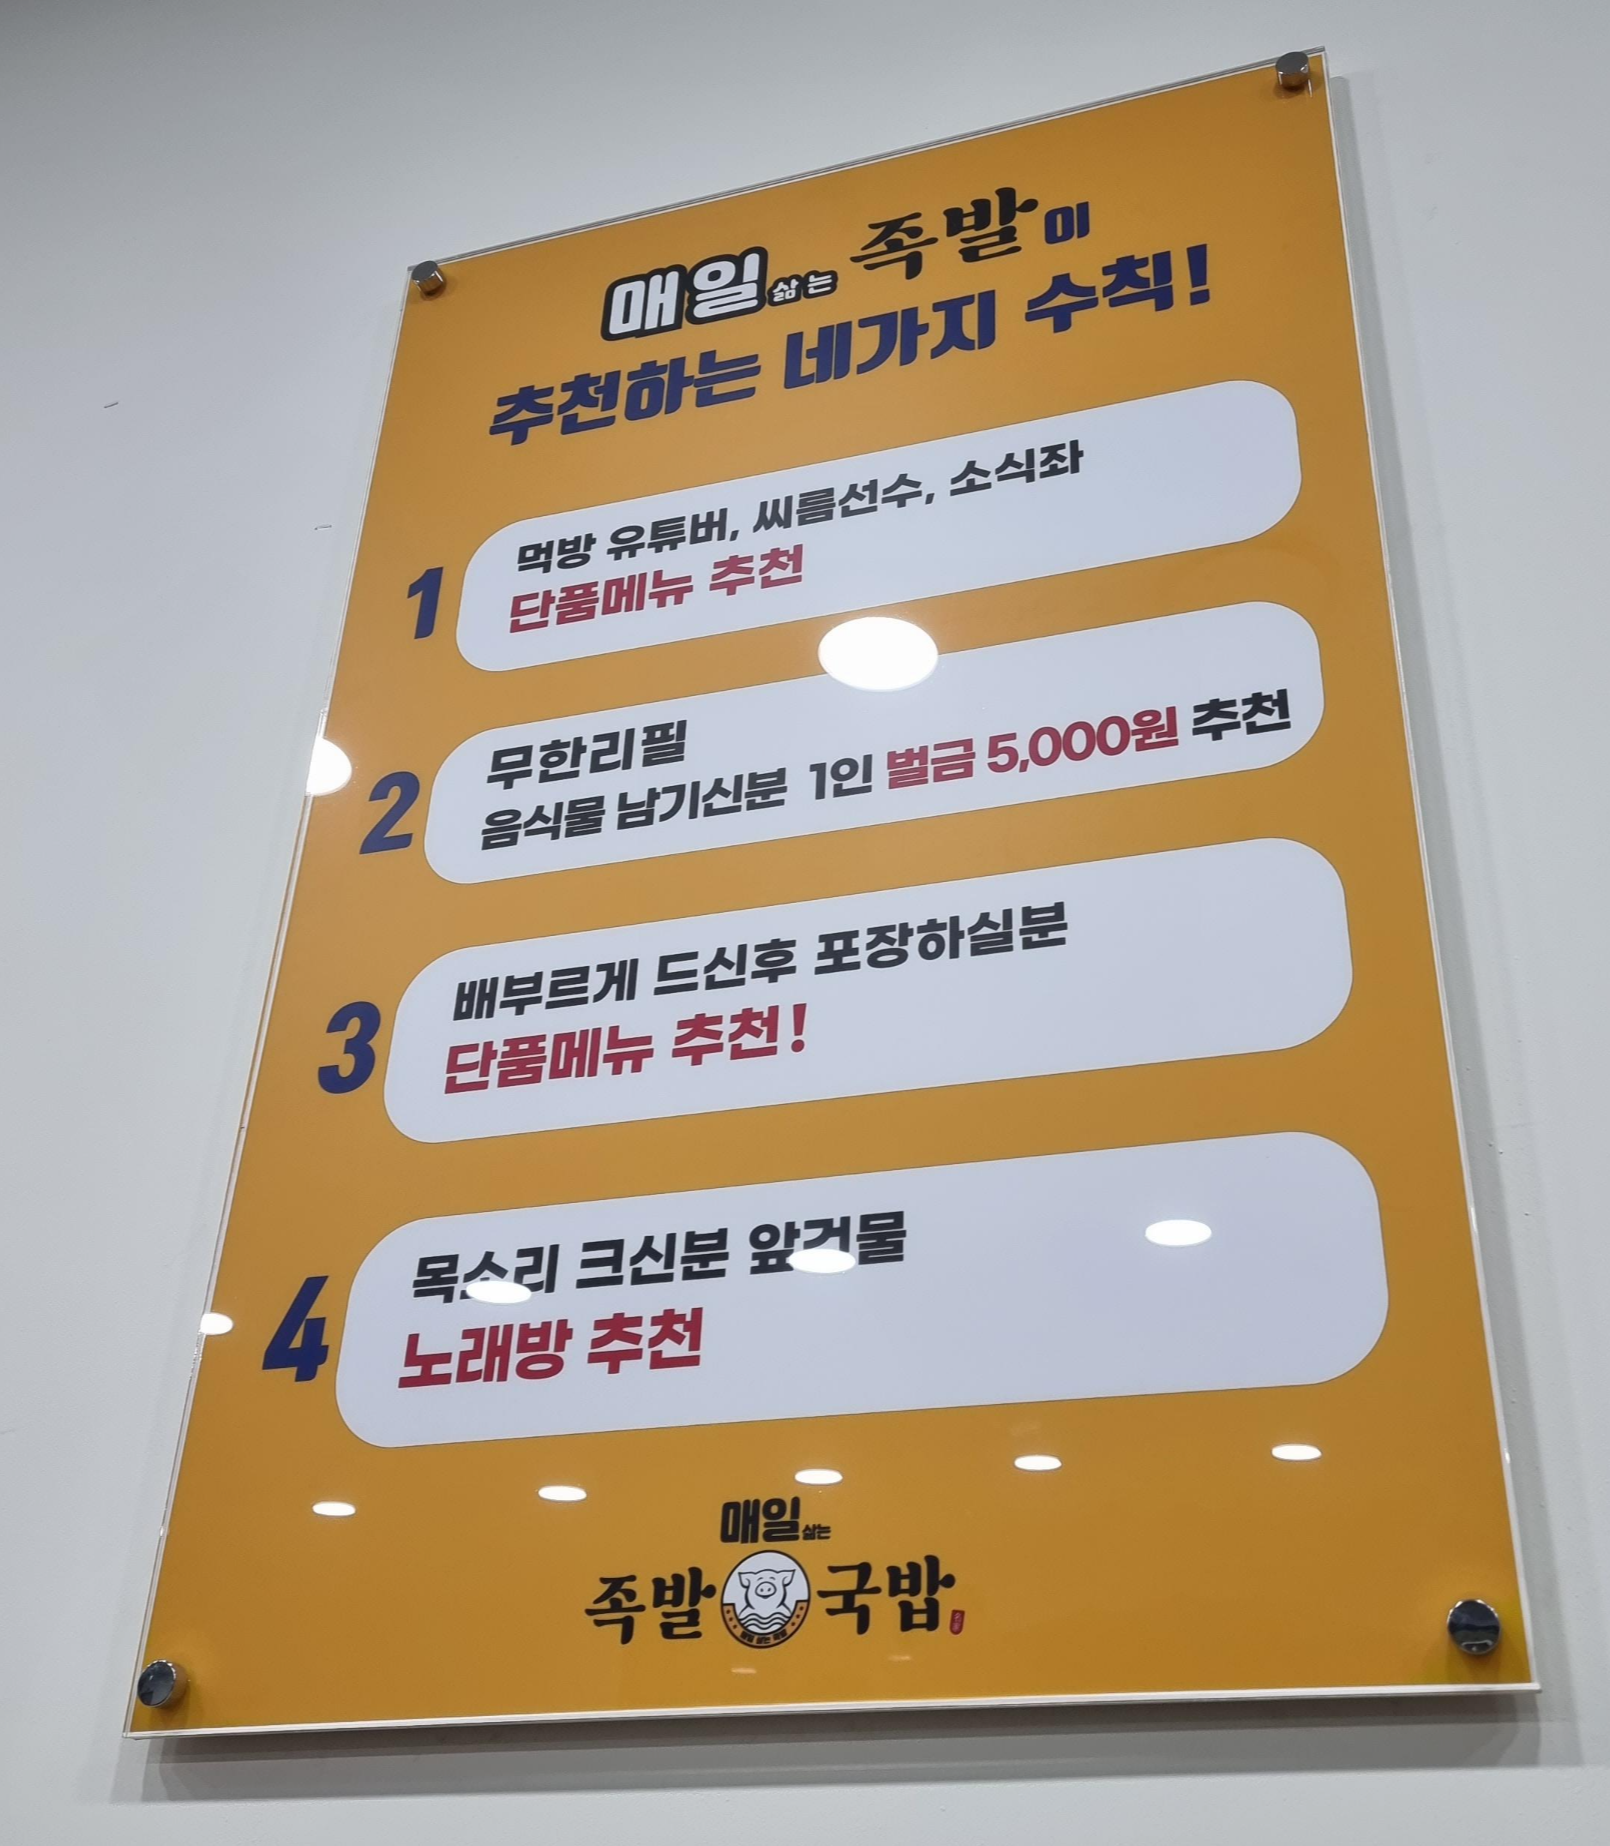 매일 삶는 족발이
추천하는 네가지 수칙!
1
먹방 유튜버, 씨름선수, 소식좌
단품메뉴 추천
2
무한리필
음식물 남기신분 1인 벌금 5,000원 추천
3
배부르게 드신후 포장하실분
단품메뉴 추천!
4
목소리 크신분 앞건물
노래방 추천
매일 삶는
족발 국밥